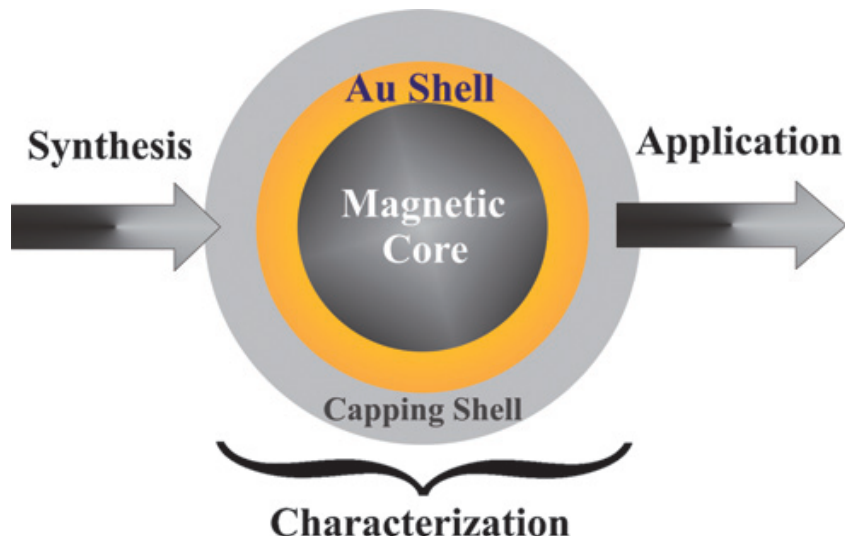 Au Shell
Synthesis
Application
Magnetic
Core
Capping Shell
Characterization